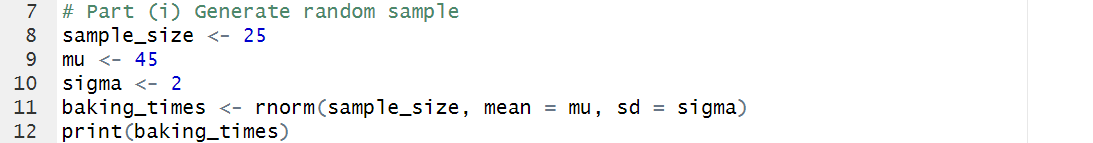 7 # Part (i) Generate random sample
8 sample_size <- 25
9 mu <- 45
10 sigma <- 2
11 baking_times <- rnorm(sample_size, mean = mu, sd = sigma)
12 print(baking_times)